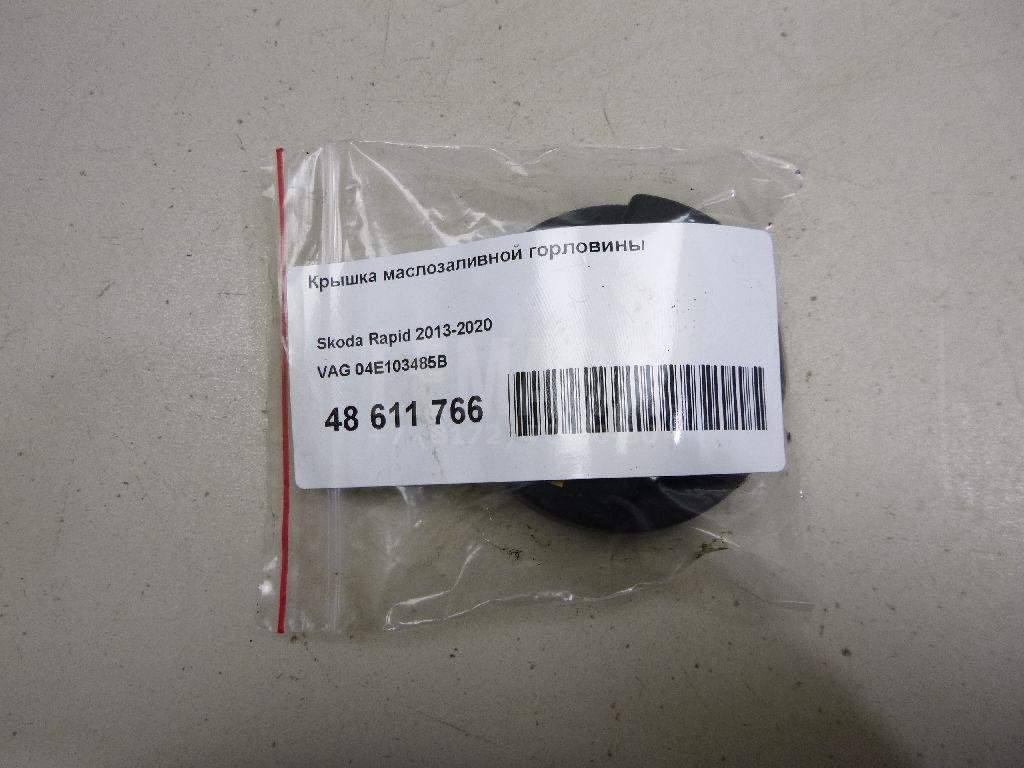 Крышка маслозаливной горловины
Skoda Rapid 2013-2020
VAG 04E103485B
48 611 766